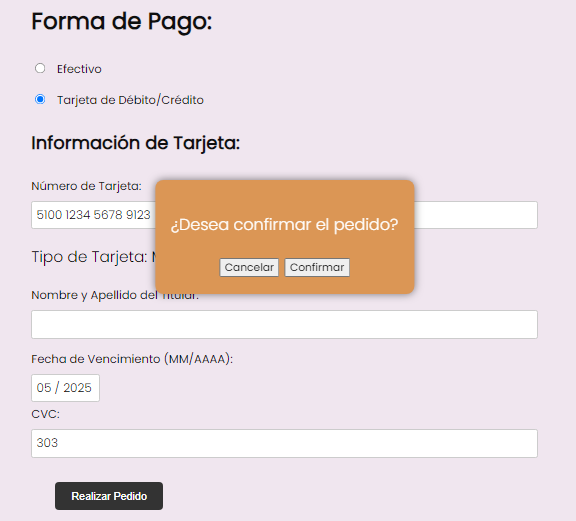 Forma de Pago:
Efectivo
Tarjeta de Débito/Crédito
Información de Tarjeta:
Número de Tarjeta:
5100 1234 5678 9123
¿Desea confirmar el pedido?
Tipo de Tarjeta:
Cancelar Confirmar
Nombre y Apellido del Titular:
Fecha de Vencimiento (MM/AAAA):
05 / 2025
CVC:
303
Realizar Pedido